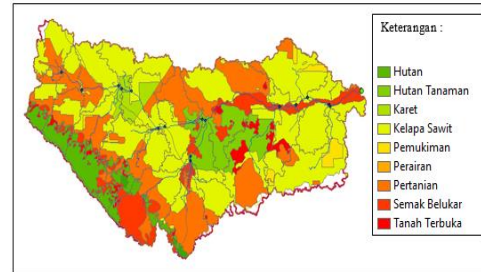 Keterangan :
Hutan
Hutan Tanaman
Karet
Kelapa Sawit
Pemukiman
Perairan
Pertanian
Semak Belukar
Tanah Terbuka